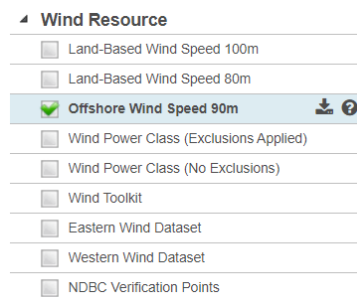 Wind Resource
Land-Based Wind Speed 100m
Land-Based Wind Speed 80m
Offshore Wind Speed 90m ?
Wind Power Class (Exclusions Applied)
Wind Power Class (No Exclusions)
Wind Toolkit
Eastern Wind Dataset
Western Wind Dataset
NDBC Verification Points